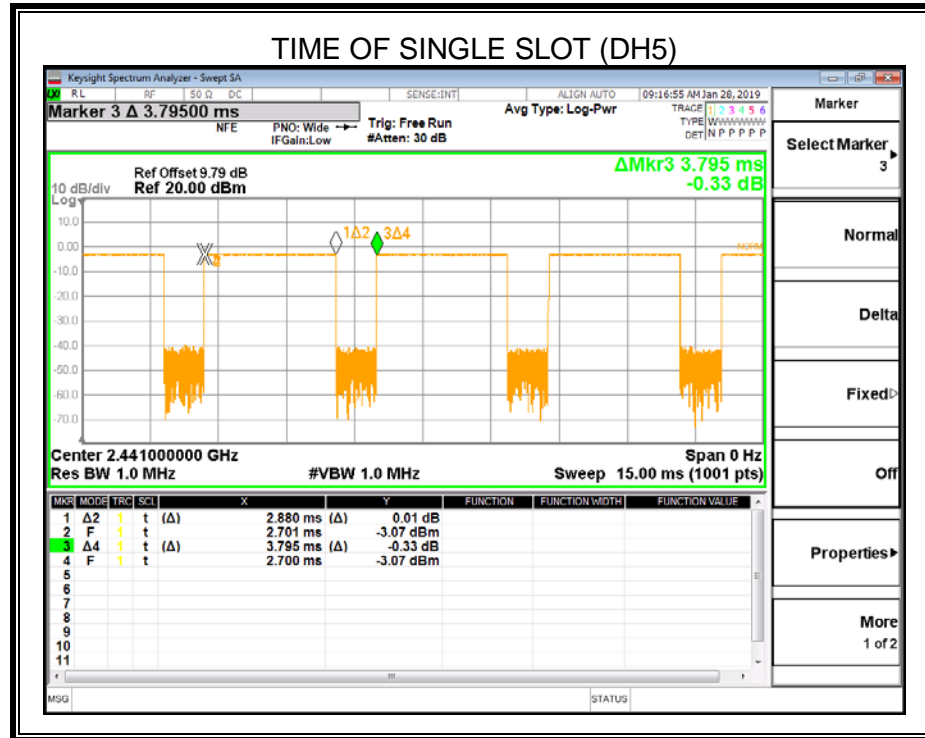 TIME OF SINGLE SLOT (DH5)
Keysight Spectrum Analyzer - Swept SA
RL RF 50 Ω DC SENSE:INT ALIGN AUTO 09:16:55 AM Jan 28, 2019
Marker 3 Δ 3.79500 ms
NFE
PNO: Wide
IFGain:Low
Trig: Free Run
#Atten: 30 dB
Avg Type: Log-Pwr
TRACE 1 2 3 4 5 6
TYPE WWWWWW
DET N P P P P P
ΔMkr3 3.795 ms
-0.33 dB
Ref Offset 9.79 dB
10 dB/div Ref 20.00 dBm
Log
10.0
0.00
-10.0
-20.0
-30.0
-40.0
-50.0
-60.0
-70.0
1Δ2
3Δ4
NORM
Center 2.441000000 GHz Span 0 Hz
Res BW 1.0 MHz #VBW 1.0 MHz Sweep 15.00 ms (1001 pts)
MKR MODE TRC SCL X Y FUNCTION FUNCTION WIDTH FUNCTION VALUE
1 Δ2 1 t (Δ) 2.880 ms (Δ) 0.01 dB
2 F 1 t 2.701 ms -3.07 dBm
3 Δ4 1 t (Δ) 3.795 ms (Δ) -0.33 dB
4 F 1 t 2.700 ms -3.07 dBm
5
6
7
8
9
10
11
MSG STATUS
Marker
Select Marker
3
Normal
Delta
Fixed
Off
Properties
More
1 of 2